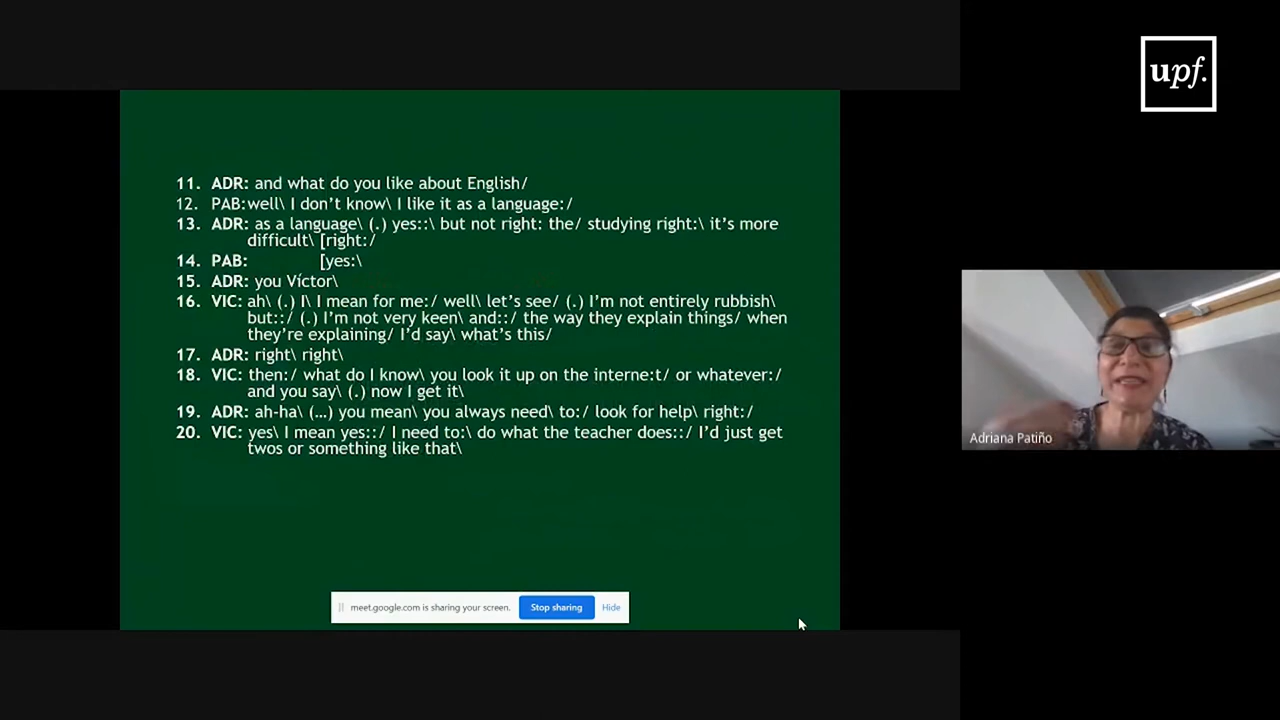 upf.
11. ADR: and what do you like about English/
12. PAB:well\ I don't know\ I like it as a language:/
13. ADR: as a language\ (.) yes::\ but not right: the/ studying right:\ it's more
difficult\ [right:/
14. PAB: [yes:\
15. ADR: you Víctor\
16. VIC: ah\ (.) I\ I mean for me:/ well\ let's see/ (.) I'm not entirely rubbish\
but::/ (.) I'm not very keen\ and::/ the way they explain things/ when
they're explaining/ I'd say\ what's this/
17. ADR: right\ right\
18. VIC: then:/ what do I know\ you look it up on the interne:t/ or whatever:/
and you say\ (.) now I get it\
19. ADR: ah-ha\ (…) you mean\ you always need\ to:/ look for help\ right:/
20. VIC: yes\ I mean yes::/ I need to:\ do what the teacher does::/ I'd just get
twos or something like that\
Adriana Patiño
meet.google.com is sharing your screen. Stop sharing Hide